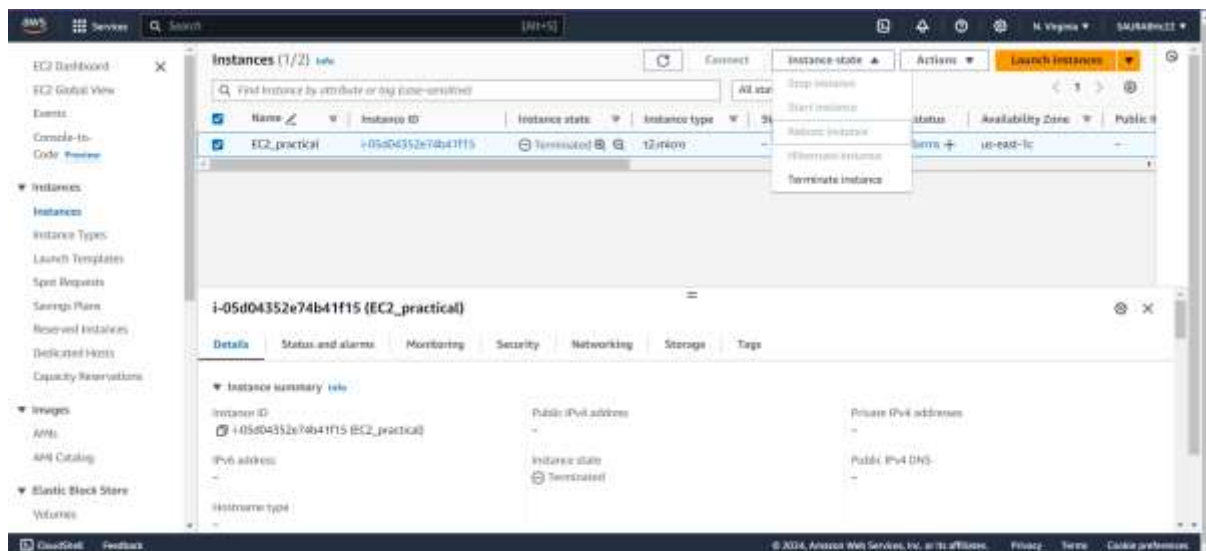 aws
Services
Search
[Alt+S]
N. Virginia
EC2 Dashboard
EC2 Global View
Events
Console-to-
Code Preview
Instances
Instances
Instance Types
Launch Templates
Spot Requests
Savings Plans
Reserved Instances
Dedicated Hosts
Capacity Reservations
Images
AMIs
AMI Catalog
Elastic Block Store
Volumes
Instances (1/2) Info
Connect
Instance state
Actions
Launch instances
Find Instance by attribute or tag (case-sensitive)
All
1
Name Instance ID Instance state Instance type Availability Zone Public
EC2_practical i-05d04352e74b41f15 Terminated t2.micro - us-east-1c -
Stop instance
Start instance
Reboot instance
Hibernate instance
Terminate instance
i-05d04352e74b41f15 (EC2_practical)
Details Status and alarms Monitoring Security Networking Storage Tags
Instance summary Info
Instance ID Public IPv4 address Private IPv4 addresses
i-05d04352e74b41f15 (EC2_practical) - -
IPv6 address Instance state Public IPv4 DNS
- Terminated -
Hostname type
-
CloudShell Feedback © 2024, Amazon Web Services, Inc. or its affiliates. Privacy Terms Cookie preferences